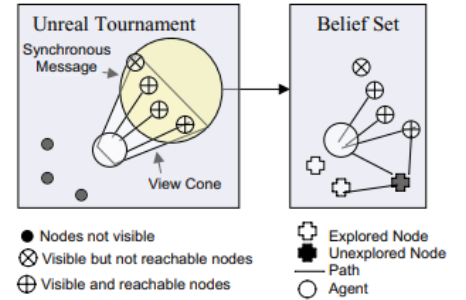 Unreal Tournament
Belief Set
Synchronous
Message
View Cone
Nodes not visible
Visible but not reachable nodes
Visible and reachable nodes
Explored Node
Unexplored Node
Path
Agent